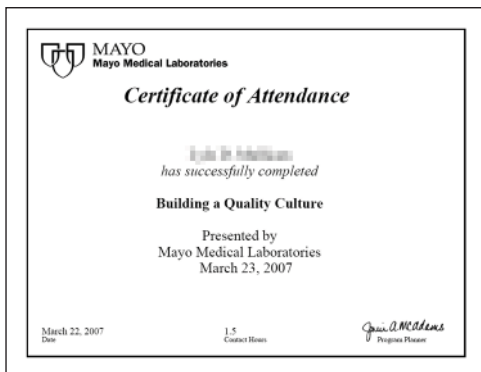 MAYO
Mayo Medical Laboratories
Certificate of Attendance
has successfully completed
Building a Quality Culture
Presented by
Mayo Medical Laboratories
March 23, 2007
March 22, 2007
Date
1.5
Contact Hours
McAdams
Program Planner